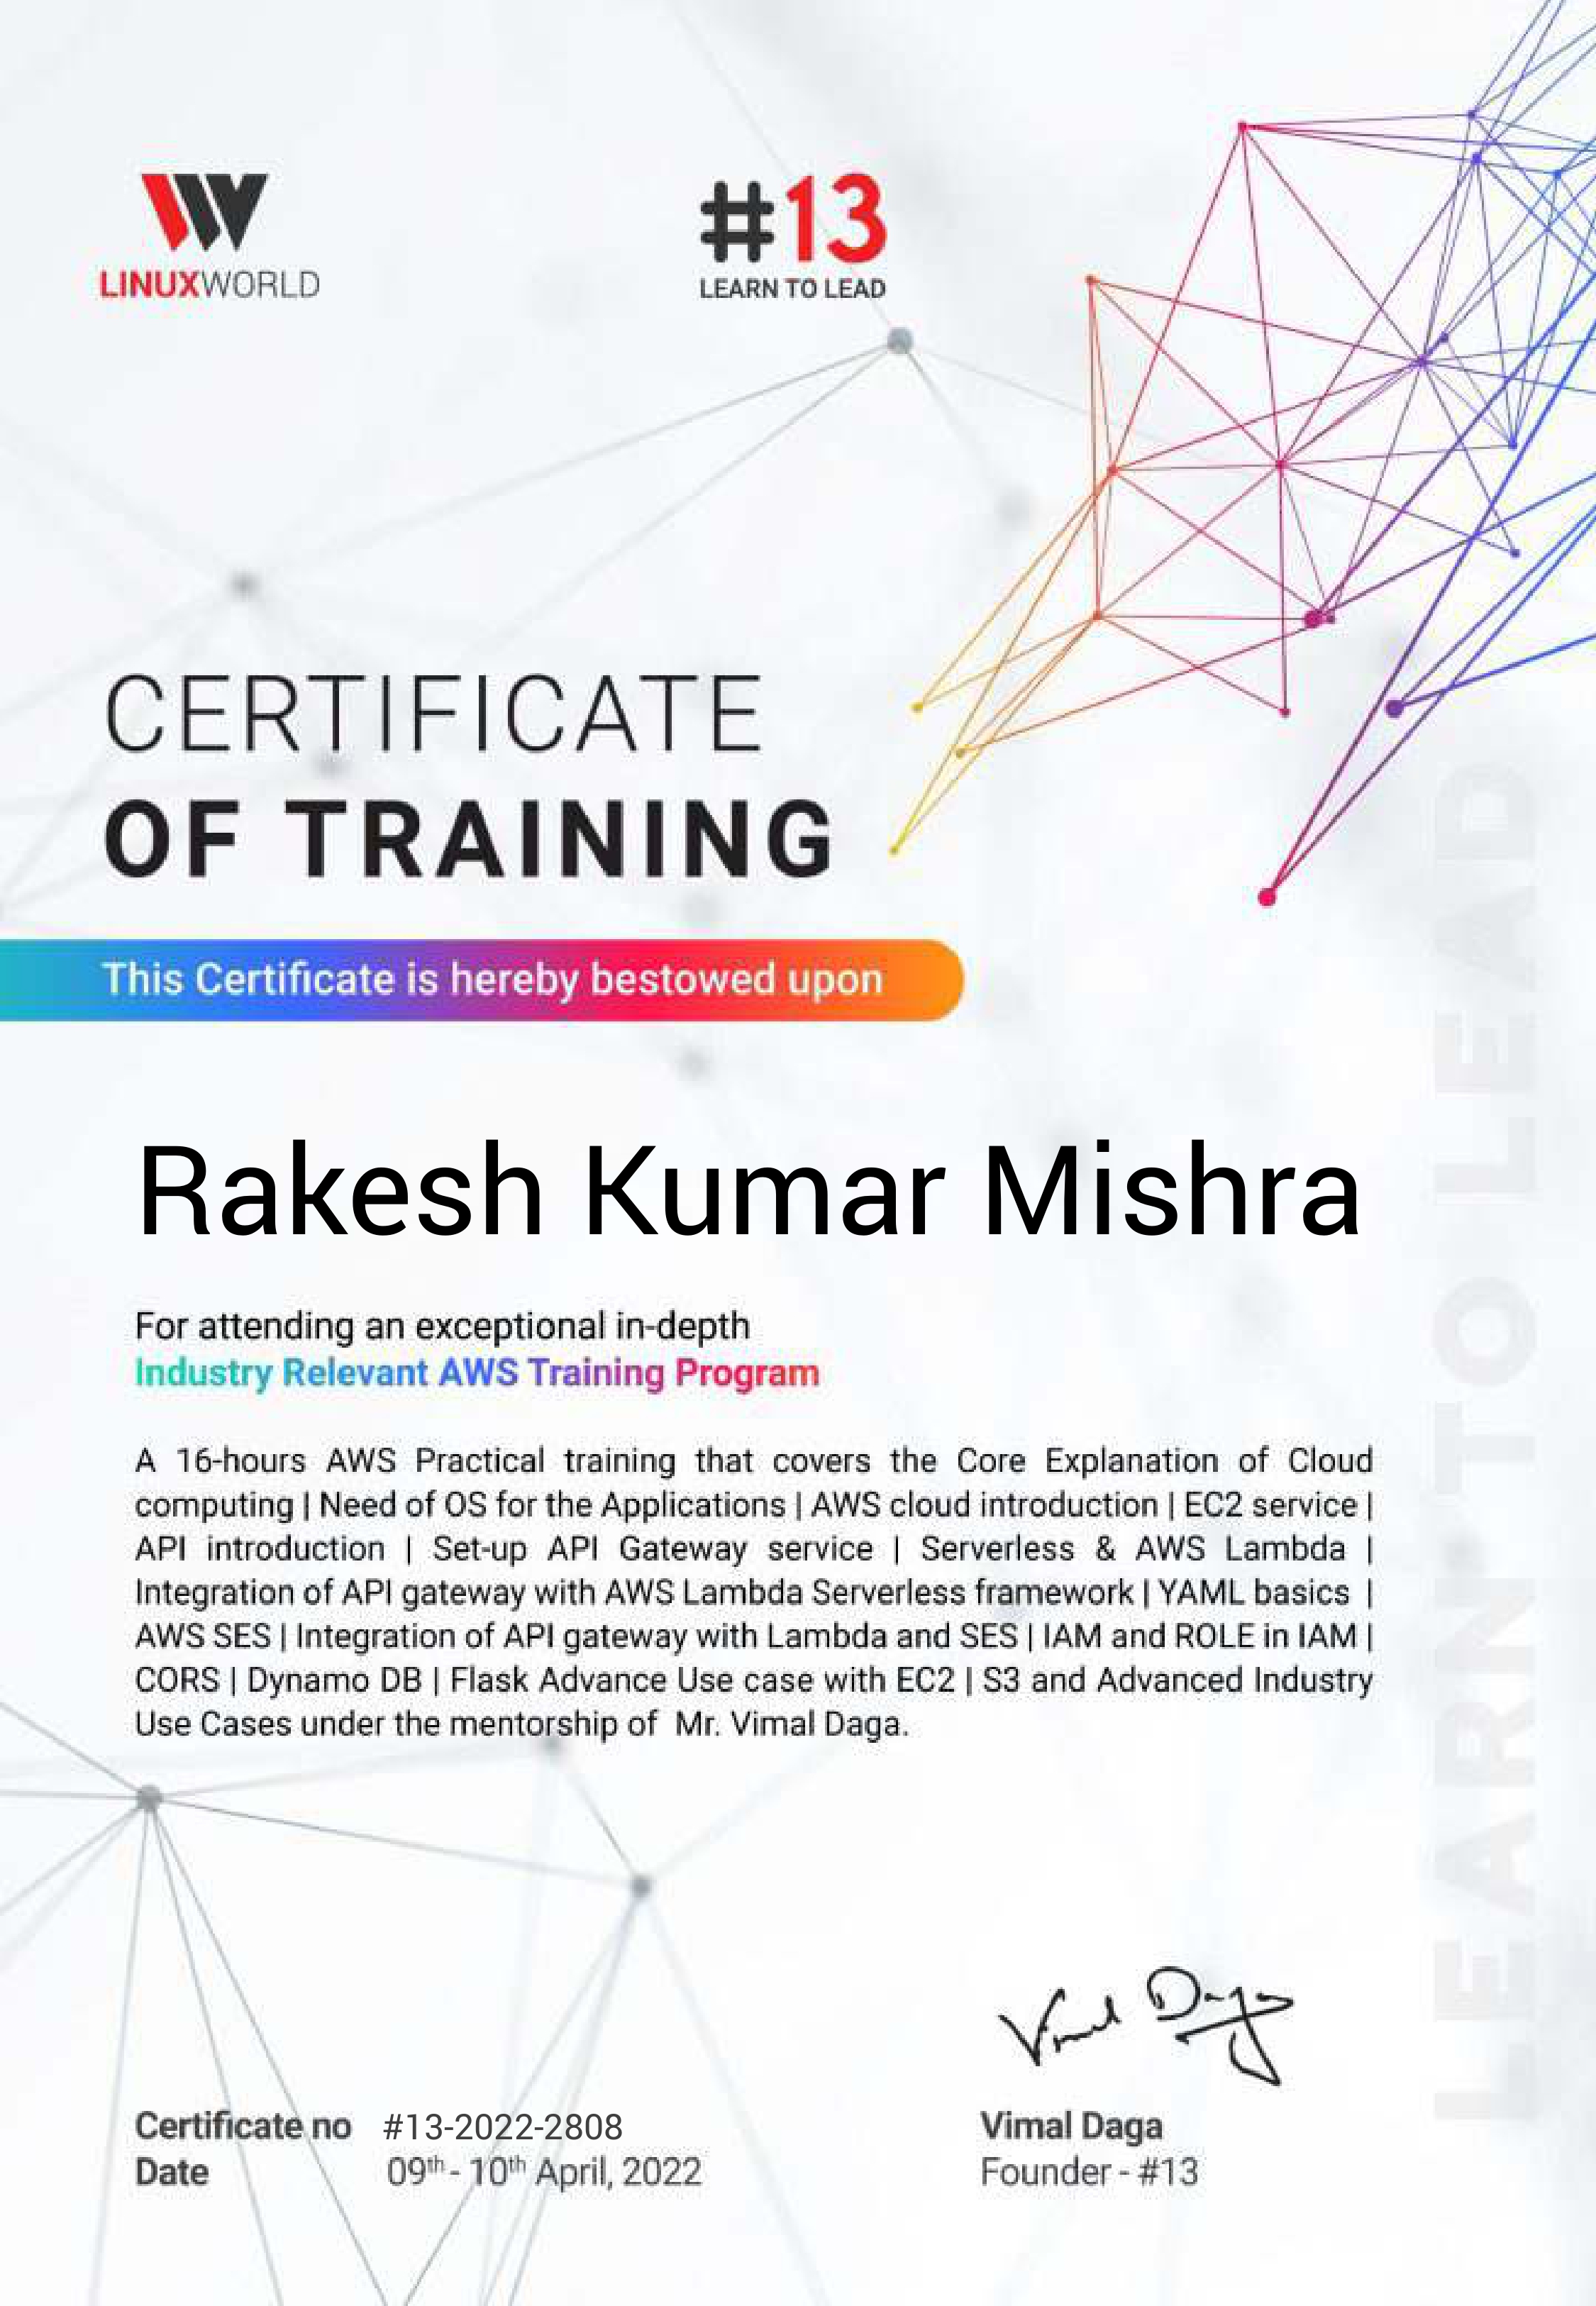 LINUXWORLD
#13
LEARN TO LEAD
CERTIFICATE
OF TRAINING
This Certificate is hereby bestowed upon
Rakesh Kumar Mishra
For attending an exceptional in-depth
Industry Relevant AWS Training Program
A 16-hours AWS Practical training that covers the Core Explanation of Cloud
computing | Need of OS for the Applications | AWS cloud introduction | EC2 service |
API introduction | Set-up API Gateway service | Serverless & AWS Lambda |
Integration of API gateway with AWS Lambda Serverless framework | YAML basics |
AWS SES | Integration of API gateway with Lambda and SES | IAM and ROLE in IAM |
CORS | Dynamo DB | Flask Advance Use case with EC2 | S3 and Advanced Industry
Use Cases under the mentorship of Mr. Vimal Daga.
LEARN TO LEAD
Vimal Daga
Certificate no #13-2022-2808
Date 09th - 10th April, 2022
Vimal Daga
Founder - #13